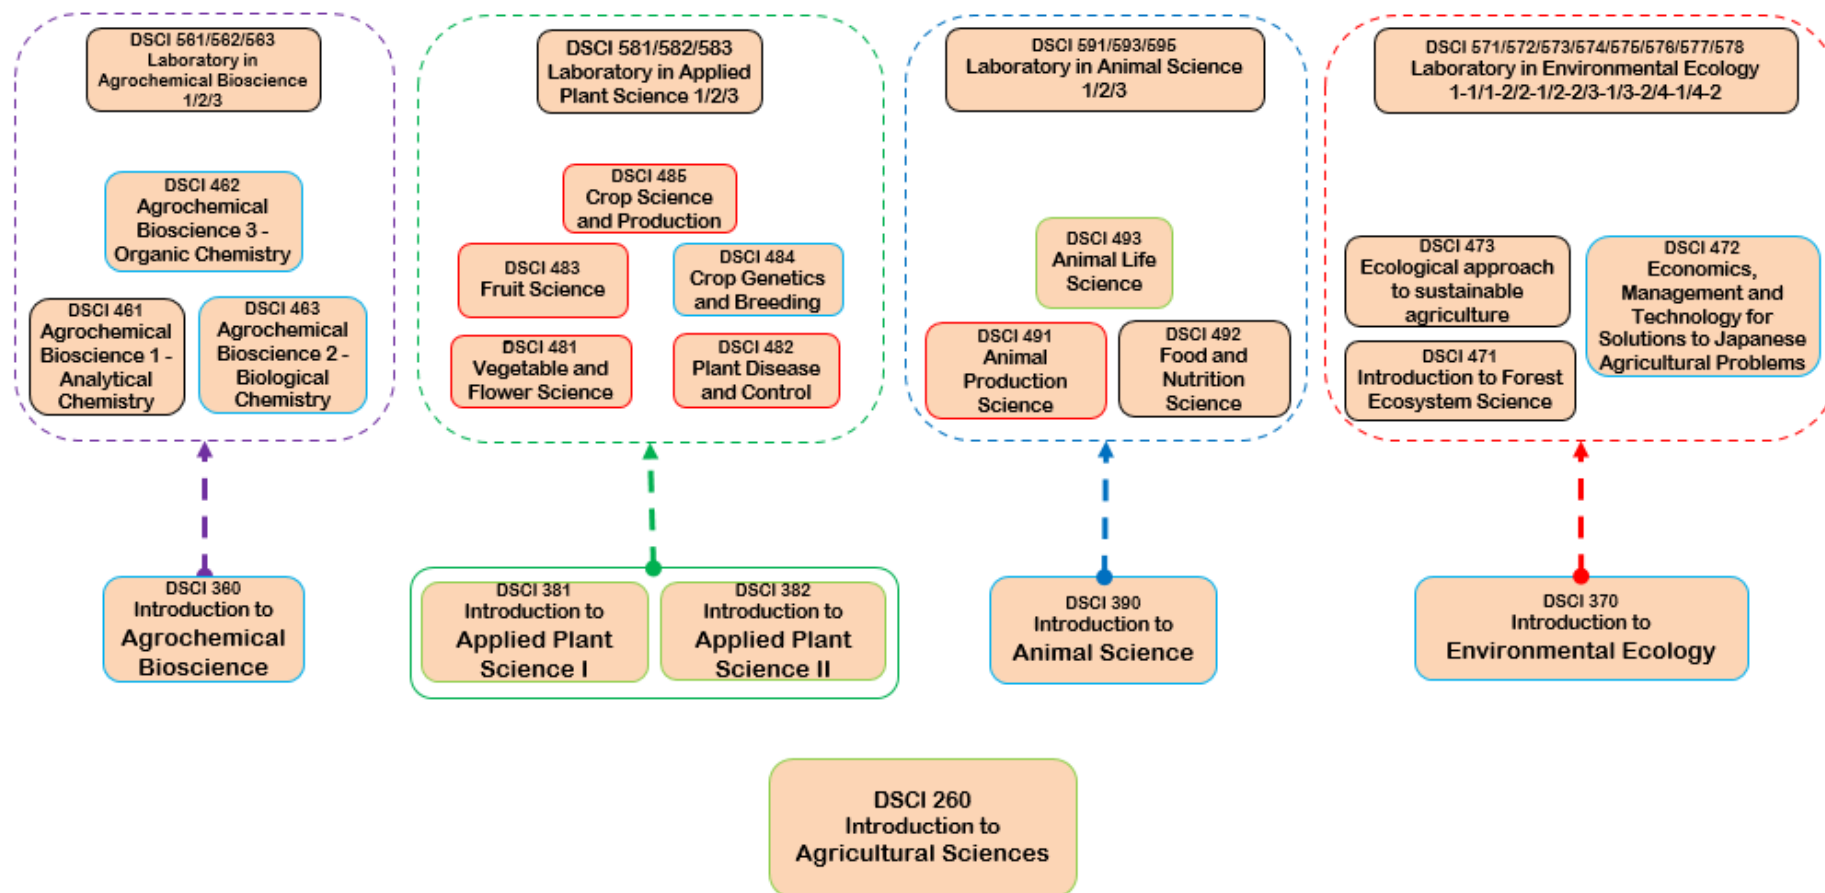 DSCI 561/562/563
Laboratory in
Agrochemical Bioscience
1/2/3
DSCI 462
Agrochemical
Bioscience 3 -
Organic Chemistry
DSCI 461
Agrochemical
Bioscience 1 -
Analytical
Chemistry
DSCI 463
Agrochemical
Bioscience 2 -
Biological
Chemistry
DSCI 360
Introduction to
Agrochemical
Bioscience
DSCI 581/582/583
Laboratory in Applied
Plant Science 1/2/3
DSCI 485
Crop Science
and Production
DSCI 483
Fruit Science
DSCI 484
Crop Genetics
and Breeding
DSCI 481
Vegetable and
Flower Science
DSCI 482
Plant Disease
and Control
DSCI 381
Introduction to
Applied Plant
Science I
DSCI 382
Introduction to
Applied Plant
Science II
DSCI 591/593/595
Laboratory in Animal Science
1/2/3
DSCI 493
Animal Life
Science
DSCI 491
Animal
Production
Science
DSCI 492
Food and
Nutrition
Science
DSCI 390
Introduction to
Animal Science
DSCI 571/572/573/574/575/576/577/578
Laboratory in Environmental Ecology
1-1/1-2/2-1/2-2/3-1/3-2/4-1/4-2
DSCI 473
Ecological approach
to sustainable
agriculture
DSCI 472
Economics,
Management and
Technology for
Solutions to Japanese
Agricultural Problems
DSCI 471
Introduction to Forest
Ecosystem Science
DSCI 370
Introduction to
Environmental Ecology
DSCI 260
Introduction to
Agricultural Sciences